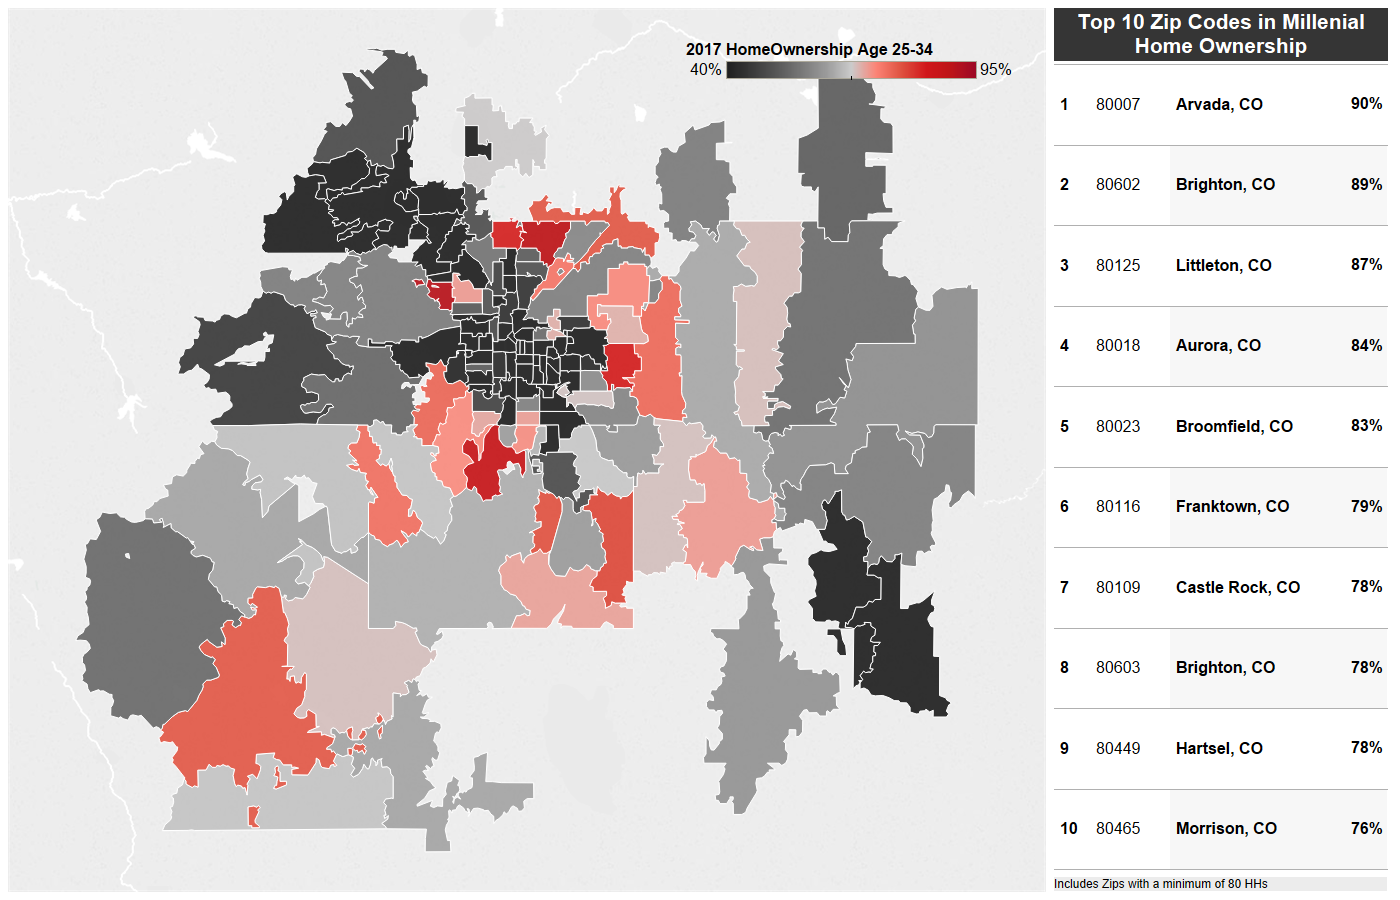 2017 HomeOwnership Age 25-34
40% 95%
Top 10 Zip Codes in Millenial
Home Ownership
1 80007 Arvada, CO 90%
2 80602 Brighton, CO 89%
3 80125 Littleton, CO 87%
4 80018 Aurora, CO 84%
5 80023 Broomfield, CO 83%
6 80116 Franktown, CO 79%
7 80109 Castle Rock, CO 78%
8 80603 Brighton, CO 78%
9 80449 Hartsel, CO 78%
10 80465 Morrison, CO 76%
Includes Zips with a minimum of 80 HHs